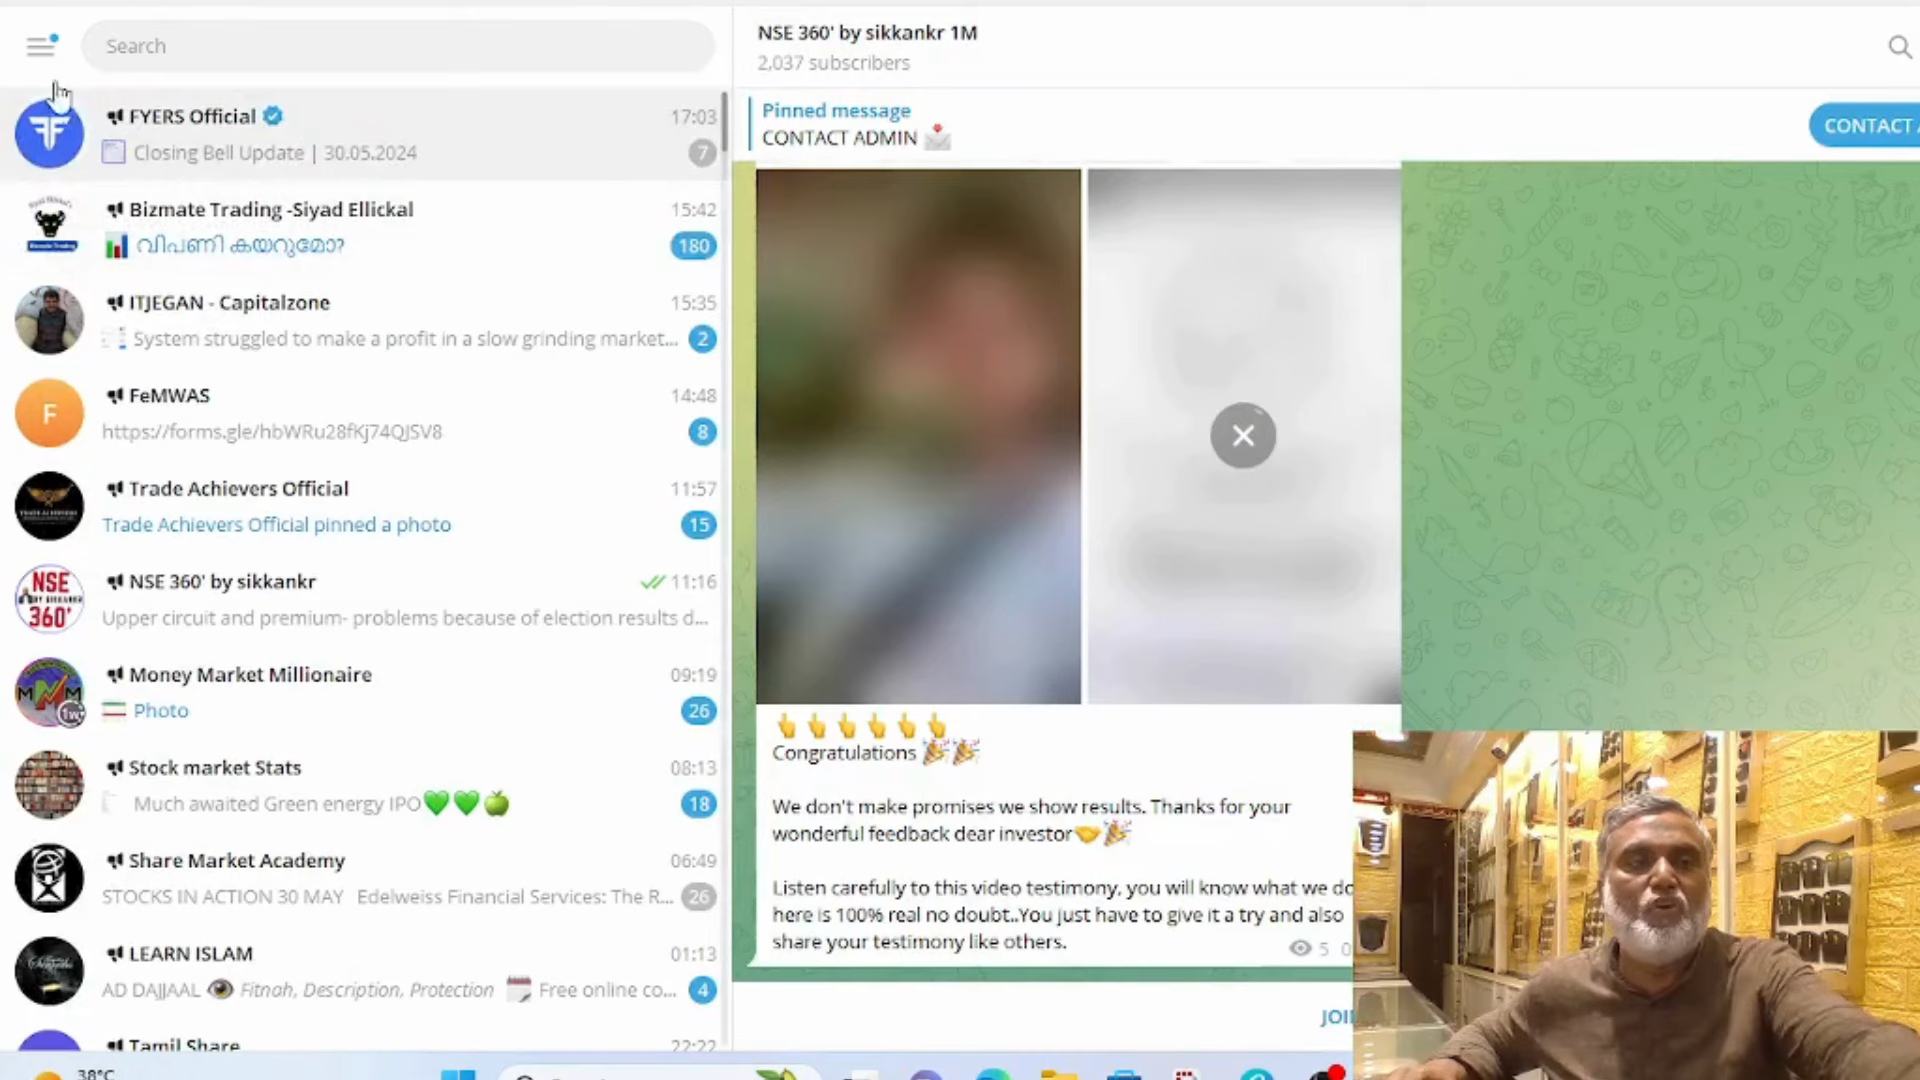 Search
FYERS Official
17:03
Closing Bell Update | 30.05.2024
7
Bizmate Trading -Siyad Ellickal
15:42
വിപണി കയറുമോ?
180
ITJEGAN - Capitalzone
15:35
System struggled to make a profit in a slow grinding market...
2
F
FeMWAS
14:48
https://forms.gle/hbWRu28fKj74QJSV8
8
Trade Achievers Official
11:57
Trade Achievers Official pinned a photo
15
NSE
360'
NSE 360' by sikkankr
11:16
Upper circuit and premium- problems because of election results d...
Money Market Millionaire
09:19
Photo
26
Stock market Stats
08:13
Much awaited Green energy IPO
18
Share Market Academy
06:49
STOCKS IN ACTION 30 MAY Edelweiss Financial Services: The R...
26
LEARN ISLAM
01:13
AD DAJJAAL Fitnah, Description, Protection Free online co...
4
Tamil Share
22:22
38°C
NSE 360' by sikkankr 1M
2,037 subscribers
Pinned message
CONTACT ADMIN
CONTACT
Congratulations
We don't make promises we show results. Thanks for your
wonderful feedback dear investor
Listen carefully to this video testimony, you will know what we do
here is 100% real no doubt..You just have to give it a try and also
share your testimony like others.
5
JOI